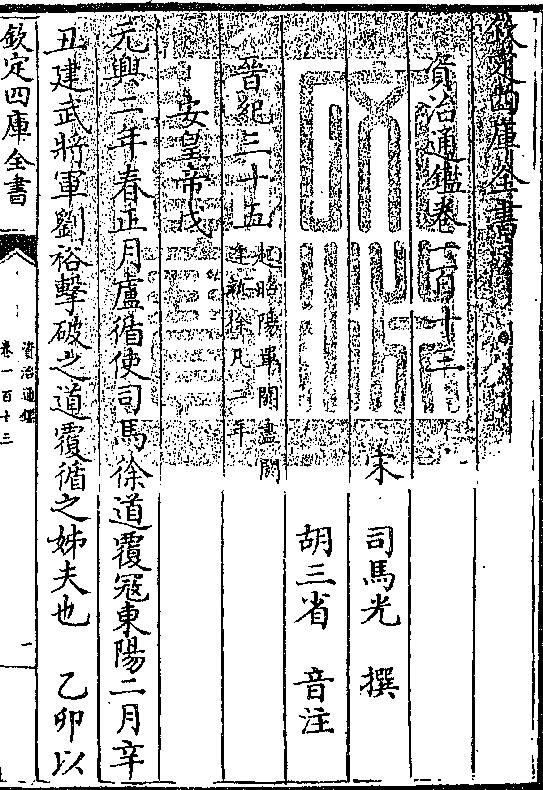 欽定四庫全書
資治通鑑卷一百十三
宋 司馬光 撰
胡三省 音注
晉紀三十五起昭陽單閼盡閼逢執徐凡二年
安皇帝戊
元興二年春正月盧循使司馬徐道覆冦東陽二月辛
丑建武將軍劉裕擊破之道覆循之姊夫也 乙卯以
欽定四庫全書
資治通鑑
卷一百十三
一